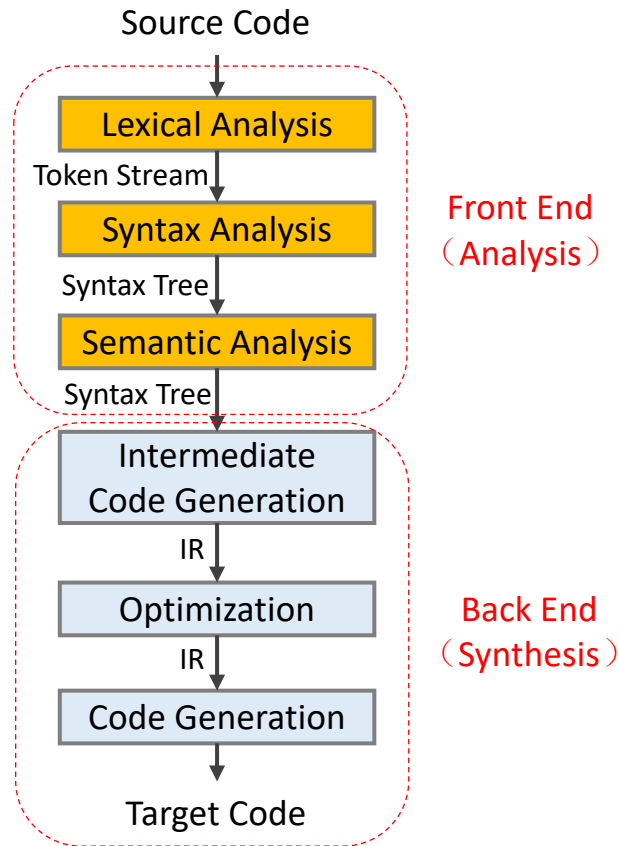 Source Code
Lexical Analysis
Token Stream
Syntax Analysis
Syntax Tree
Semantic Analysis
Syntax Tree
Front End
（Analysis）
Intermediate
Code Generation
IR
Optimization
IR
Code Generation
Target Code
Back End
（Synthesis）